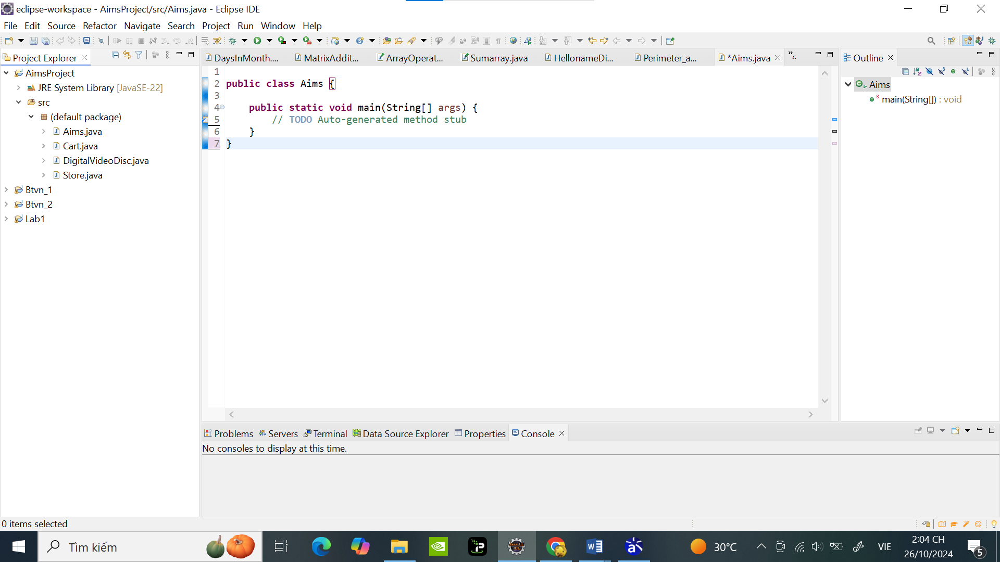 eclipse-workspace - AimsProject/src/Aims.java - Eclipse IDE
File Edit Source Refactor Navigate Search Project Run Window Help
Project Explorer
AimsProject
JRE System Library [JavaSE-22]
src
(default package)
Aims.java
Cart.java
DigitalVideoDisc.java
Store.java
Btvn_1
Btvn_2
Lab1
DaysInMonth.... MatrixAddit... ArrayOperat... Sumarray.java HellonameDi... Perimeter_a... *Aims.java
1
2 public class Aims {
3
4 public static void main(String[] args) {
5 // TODO Auto-generated method stub
6 }
7 }
Outline
Aims
main(String[]) : void
Problems Servers Terminal Data Source Explorer Properties Console
No consoles to display at this time.
0 items selected
Tìm kiếm
30°C
VIE
2:04 CH
26/10/2024
5